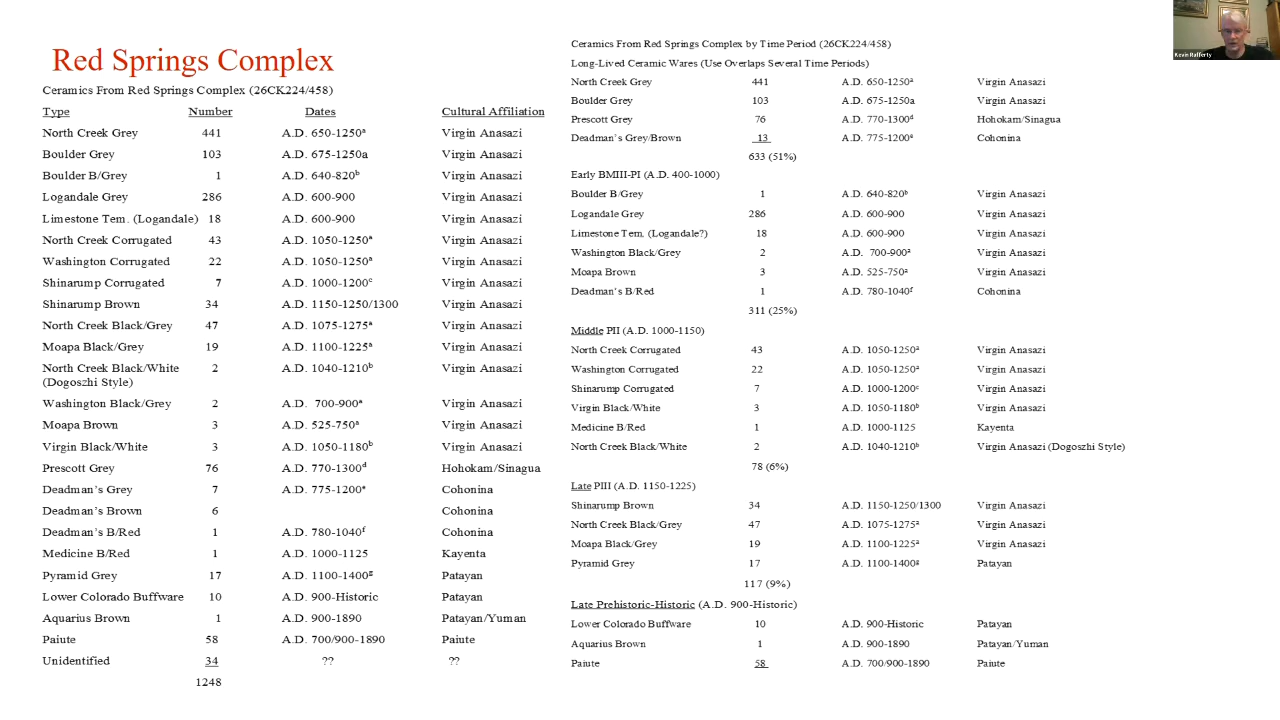 Red Springs Complex
Ceramics From Red Springs Complex (26CK224/458)
Type Number Dates Cultural Affiliation
North Creek Grey 441 A.D. 650-1250ᵃ Virgin Anasazi
Boulder Grey 103 A.D. 675-1250a Virgin Anasazi
Boulder B/Grey 1 A.D. 640-820ᵇ Virgin Anasazi
Logandale Grey 286 A.D. 600-900 Virgin Anasazi
Limestone Tem. (Logandale) 18 A.D. 600-900 Virgin Anasazi
North Creek Corrugated 43 A.D. 1050-1250ᵃ Virgin Anasazi
Washington Corrugated 22 A.D. 1050-1250ᵃ Virgin Anasazi
Shinarump Corrugated 7 A.D. 1000-1200ᶜ Virgin Anasazi
Shinarump Brown 34 A.D. 1150-1250/1300 Virgin Anasazi
North Creek Black/Grey 47 A.D. 1075-1275ᵃ Virgin Anasazi
Moapa Black/Grey 19 A.D. 1100-1225ᵃ Virgin Anasazi
North Creek Black/White 2 A.D. 1040-1210ᵇ Virgin Anasazi
(Dogoszhi Style)
Washington Black/Grey 2 A.D. 700-900ᵃ Virgin Anasazi
Moapa Brown 3 A.D. 525-750ᵃ Virgin Anasazi
Virgin Black/White 3 A.D. 1050-1180ᵇ Virgin Anasazi
Prescott Grey 76 A.D. 770-1300ᵈ Hohokam/Sinagua
Deadman's Grey 7 A.D. 775-1200ᵉ Cohonina
Deadman's Brown 6 Cohonina
Deadman's B/Red 1 A.D. 780-1040ᶠ Cohonina
Medicine B/Red 1 A.D. 1000-1125 Kayenta
Pyramid Grey 17 A.D. 1100-1400ᵍ Patayan
Lower Colorado Buffware 10 A.D. 900-Historic Patayan
Aquarius Brown 1 A.D. 900-1890 Patayan/Yuman
Paiute 58 A.D. 700/900-1890 Paiute
Unidentified 34 ?? ??
1248
Ceramics From Red Springs Complex by Time Period (26CK224/458)
Long-Lived Ceramic Wares (Use Overlaps Several Time Periods)
North Creek Grey 441 A.D. 650-1250ᵃ Virgin Anasazi
Boulder Grey 103 A.D. 675-1250a Virgin Anasazi
Prescott Grey 76 A.D. 770-1300ᵈ Hohokam/Sinagua
Deadman's Grey/Brown 13 A.D. 775-1200ᵉ Cohonina
633 (51%)
Early BMIII-PI (A.D. 400-1000)
Boulder B/Grey 1 A.D. 640-820ᵇ Virgin Anasazi
Logandale Grey 286 A.D. 600-900 Virgin Anasazi
Limestone Tem. (Logandale?) 18 A.D. 600-900 Virgin Anasazi
Washington Black/Grey 2 A.D. 700-900ᵃ Virgin Anasazi
Moapa Brown 3 A.D. 525-750ᵃ Virgin Anasazi
Deadman's B/Red 1 A.D. 780-1040ᶠ Cohonina
311 (25%)
Middle PII (A.D. 1000-1150)
North Creek Corrugated 43 A.D. 1050-1250ᵃ Virgin Anasazi
Washington Corrugated 22 A.D. 1050-1250ᵃ Virgin Anasazi
Shinarump Corrugated 7 A.D. 1000-1200ᶜ Virgin Anasazi
Virgin Black/White 3 A.D. 1050-1180ᵇ Virgin Anasazi
Medicine B/Red 1 A.D. 1000-1125 Kayenta
North Creek Black/White 2 A.D. 1040-1210ᵇ Virgin Anasazi (Dogoszhi Style)
78 (6%)
Late PIII (A.D. 1150-1225)
Shinarump Brown 34 A.D. 1150-1250/1300 Virgin Anasazi
North Creek Black/Grey 47 A.D. 1075-1275ᵃ Virgin Anasazi
Moapa Black/Grey 19 A.D. 1100-1225ᵃ Virgin Anasazi
Pyramid Grey 17 A.D. 1100-1400ᵍ Patayan
117 (9%)
Late Prehistoric-Historic (A.D. 900-Historic)
Lower Colorado Buffware 10 A.D. 900-Historic Patayan
Aquarius Brown 1 A.D. 900-1890 Patayan/Yuman
Paiute 58 A.D. 700/900-1890 Paiute
Kevin Rafferty